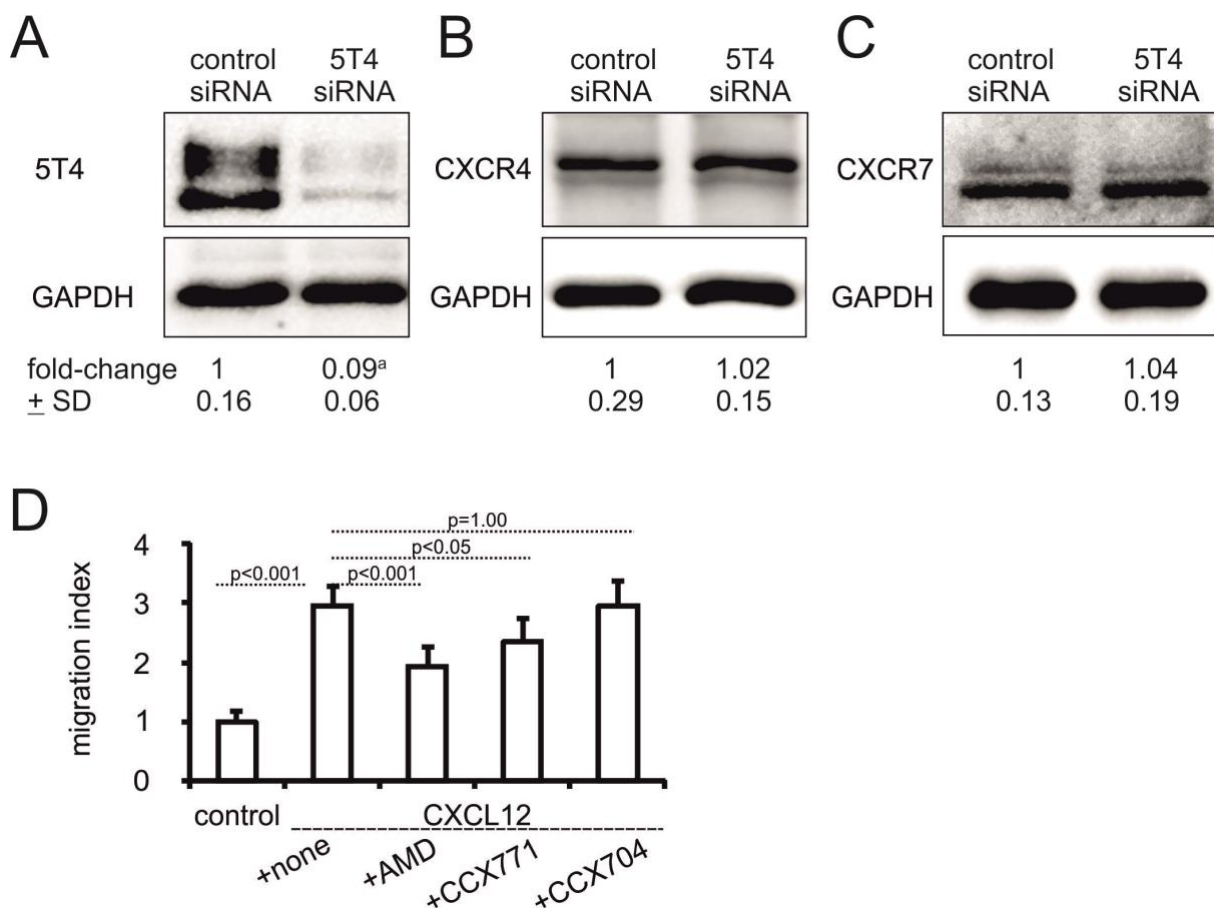 A
control
siRNA
5T4
siRNA
5T4
GAPDH
fold-change 1 0.09ᵃ
± SD 0.16 0.06
B
control
siRNA
5T4
siRNA
CXCR4
GAPDH
1 1.02
0.29 0.15
C
control
siRNA
5T4
siRNA
CXCR7
GAPDH
1 1.04
0.13 0.19
D
migration index
4
3
2
1
0
p=1.00
p<0.05
p<0.001 p<0.001
control CXCL12
+none +AMD +CCX771 +CCX704